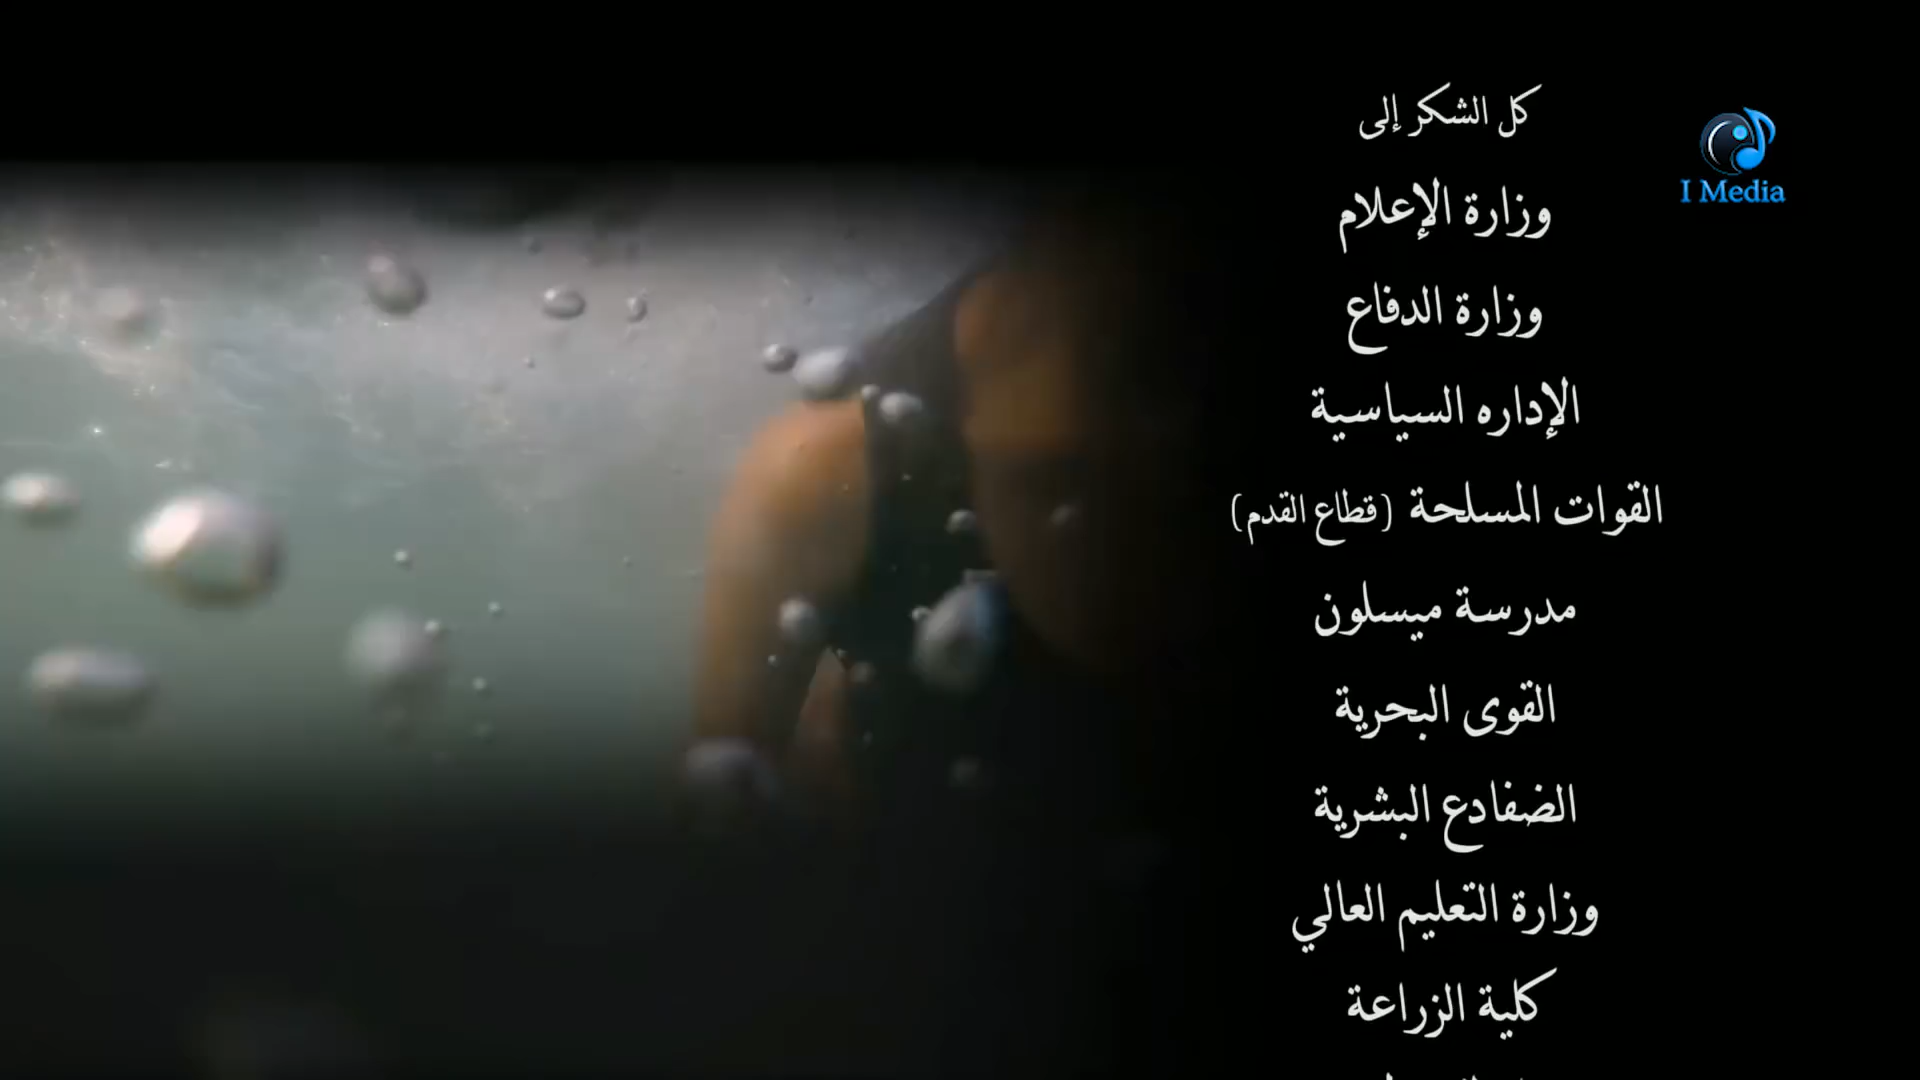 كل الشكر إلى
I Media
وزارة الإعلام
وزارة الدفاع
الإداره السياسية
القوات المسلحة (قطاع القدم)
مدرسة ميسلون
القوى البحرية
الضفادع البشرية
وزارة التعليم العالي
كلية الزراعة